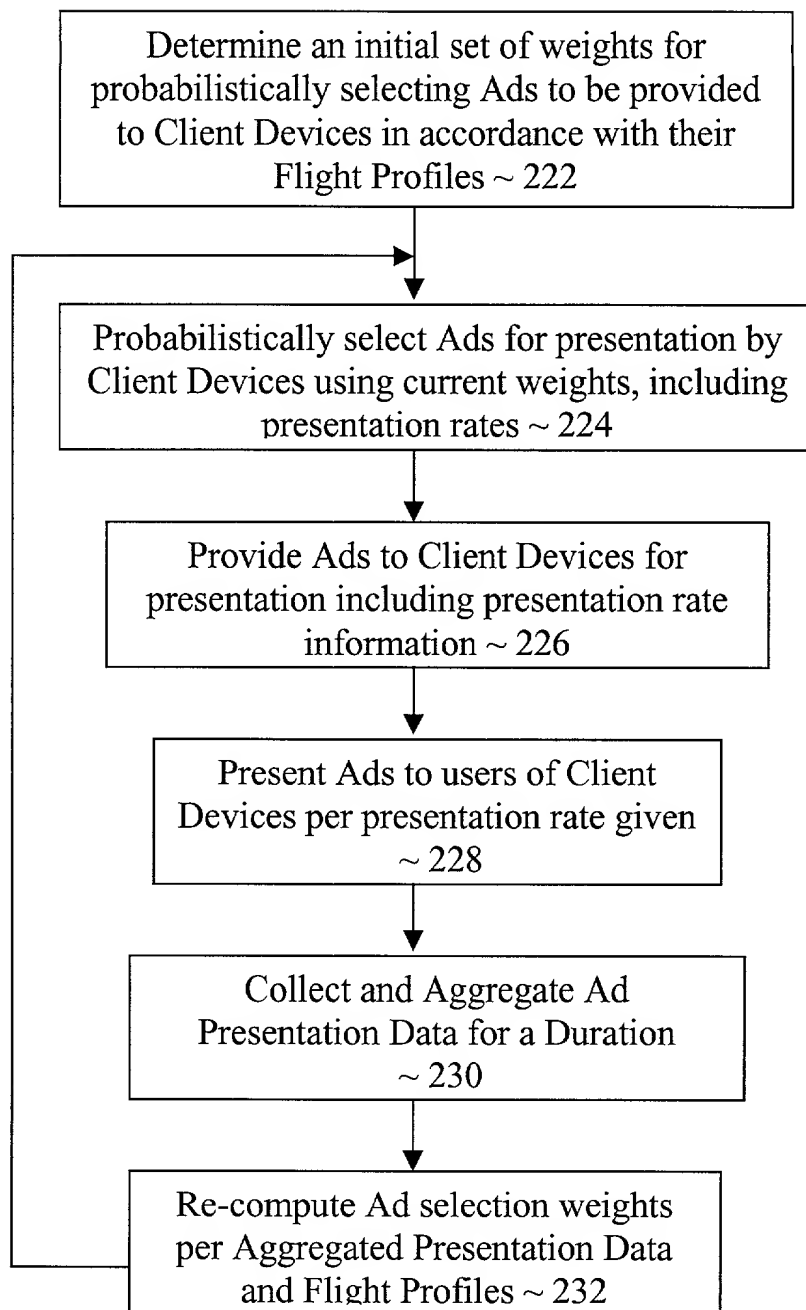 Determine an initial set of weights for
probabilistically selecting Ads to be provided
to Client Devices in accordance with their
Flight Profiles ~ 222
Probabilistically select Ads for presentation by
Client Devices using current weights, including
presentation rates ~ 224
Provide Ads to Client Devices for
presentation including presentation rate
information ~ 226
Present Ads to users of Client
Devices per presentation rate given
~ 228
Collect and Aggregate Ad
Presentation Data for a Duration
~ 230
Re-compute Ad selection weights
per Aggregated Presentation Data
and Flight Profiles ~ 232